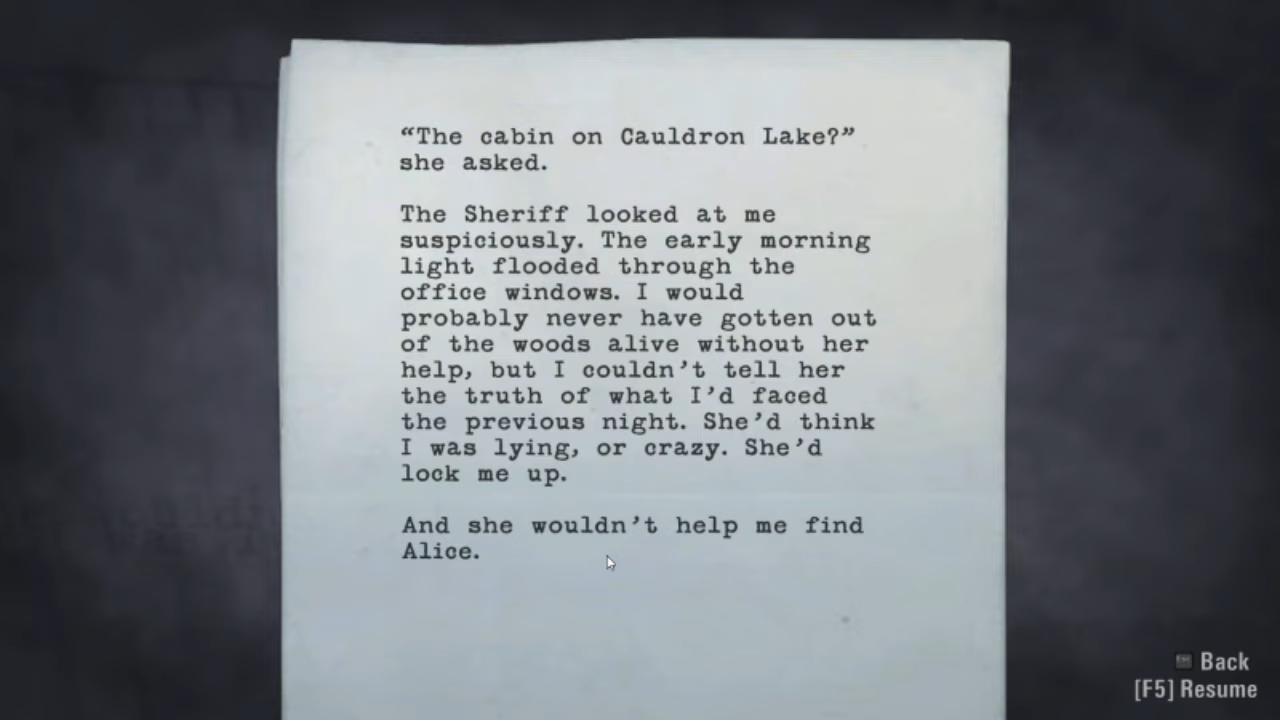 “The cabin on Cauldron Lake?”
she asked.
The Sheriff looked at me
suspiciously. The early morning
light flooded through the
office windows. I would
probably never have gotten out
of the woods alive without her
help, but I couldn’t tell her
the truth of what I’d faced
the previous night. She’d think
I was lying, or crazy. She’d
lock me up.
And she wouldn’t help me find
Alice.
Back
[F5] Resume